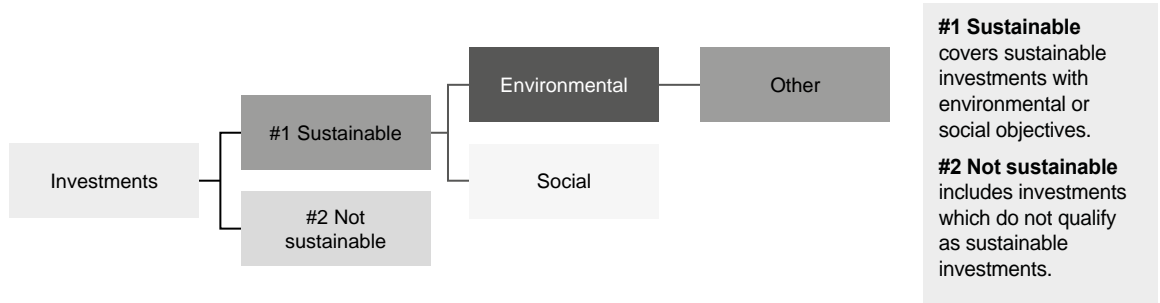 Investments
#1 Sustainable
#2 Not
sustainable
Environmental
Social
Other
#1 Sustainable
covers sustainable
investments with
environmental or
social objectives.
#2 Not sustainable
includes investments
which do not qualify
as sustainable
investments.